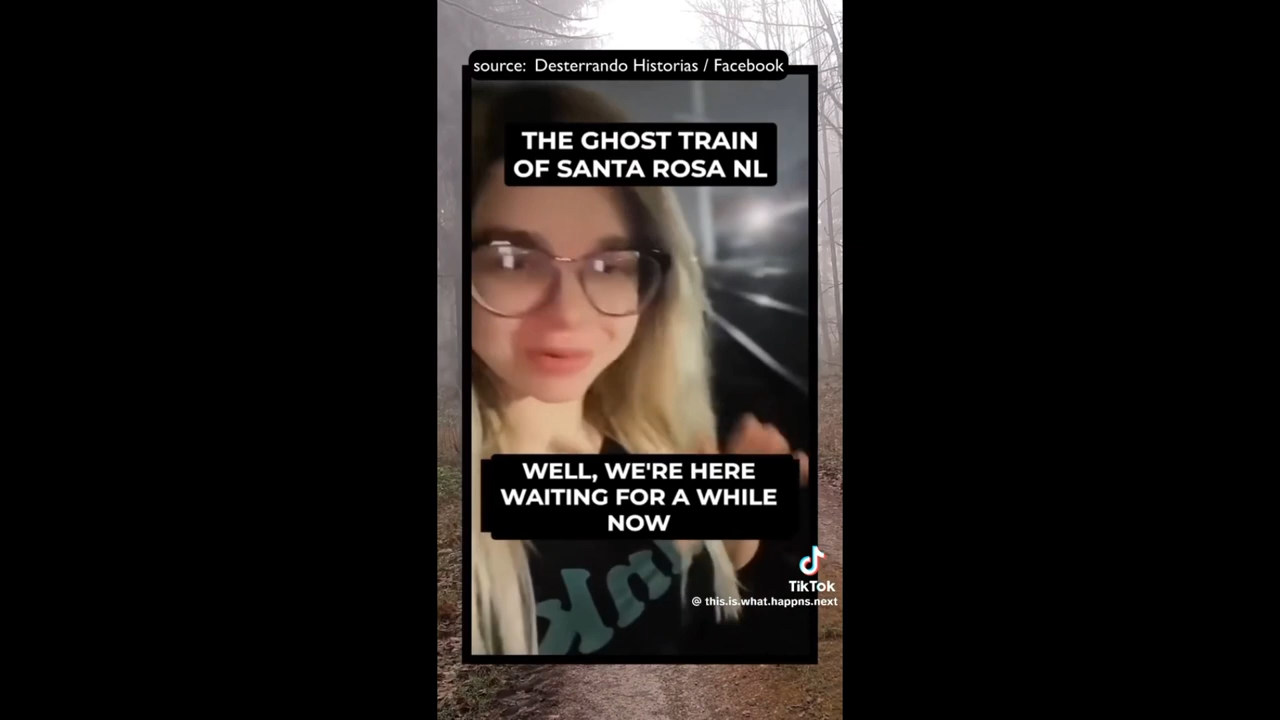 source: Desterrando Historias / Facebook
THE GHOST TRAIN
OF SANTA ROSA NL
WELL, WE'RE HERE
WAITING FOR A WHILE
NOW
TikTok
@ this.is.what.happns.next